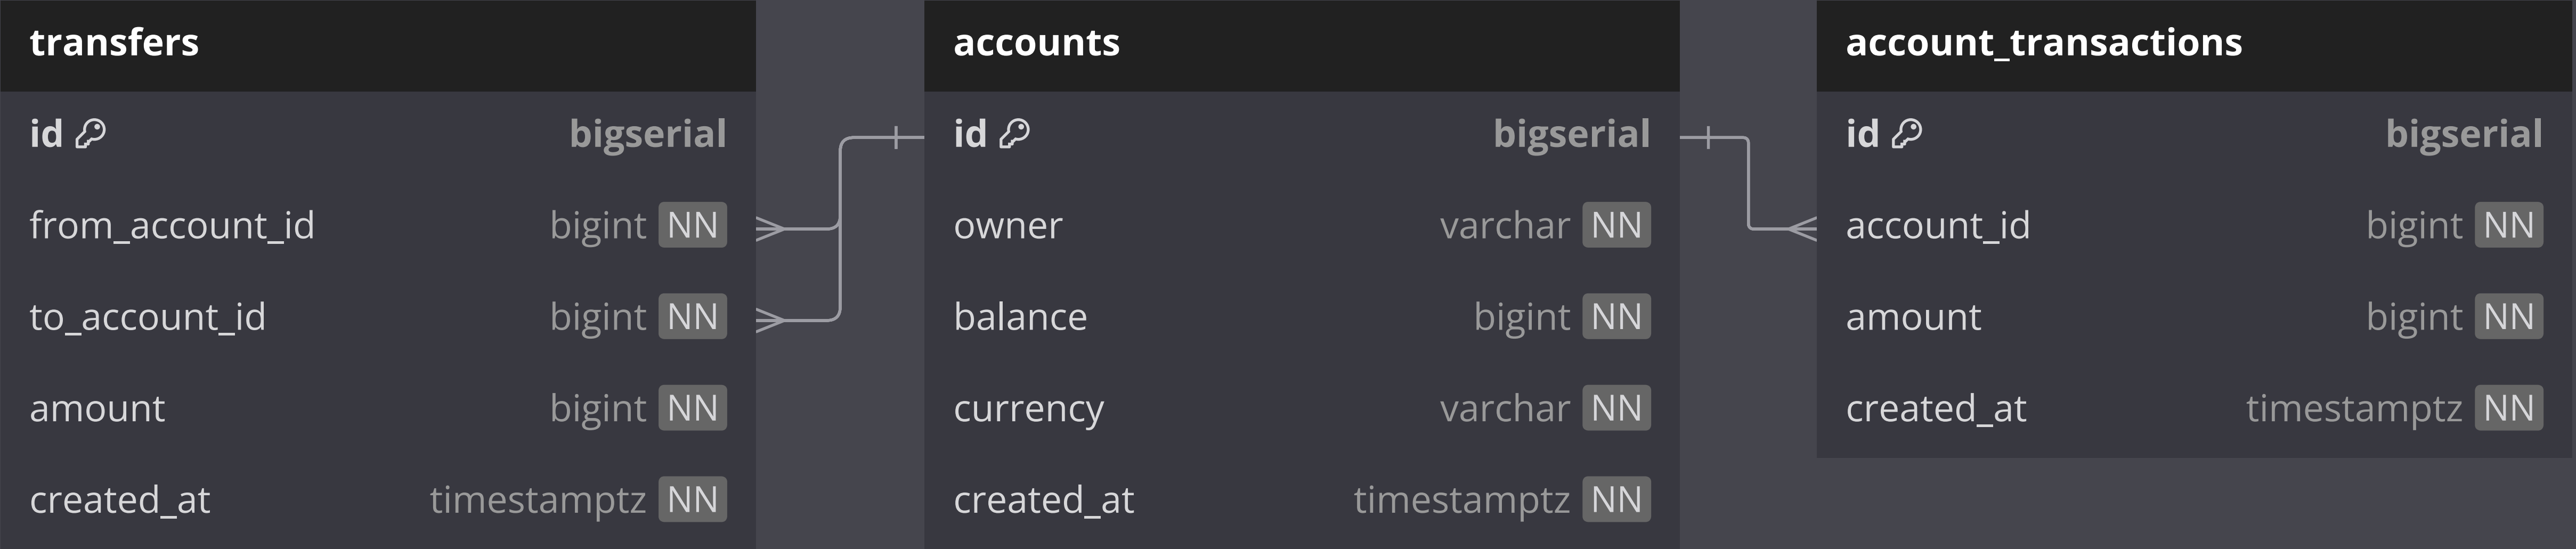 transfers
id bigserial
from_account_id bigint NN
to_account_id bigint NN
amount bigint NN
created_at timestamptz NN
accounts
id bigserial
owner varchar NN
balance bigint NN
currency varchar NN
created_at timestamptz NN
account_transactions
id bigserial
account_id bigint NN
amount bigint NN
created_at timestamptz NN